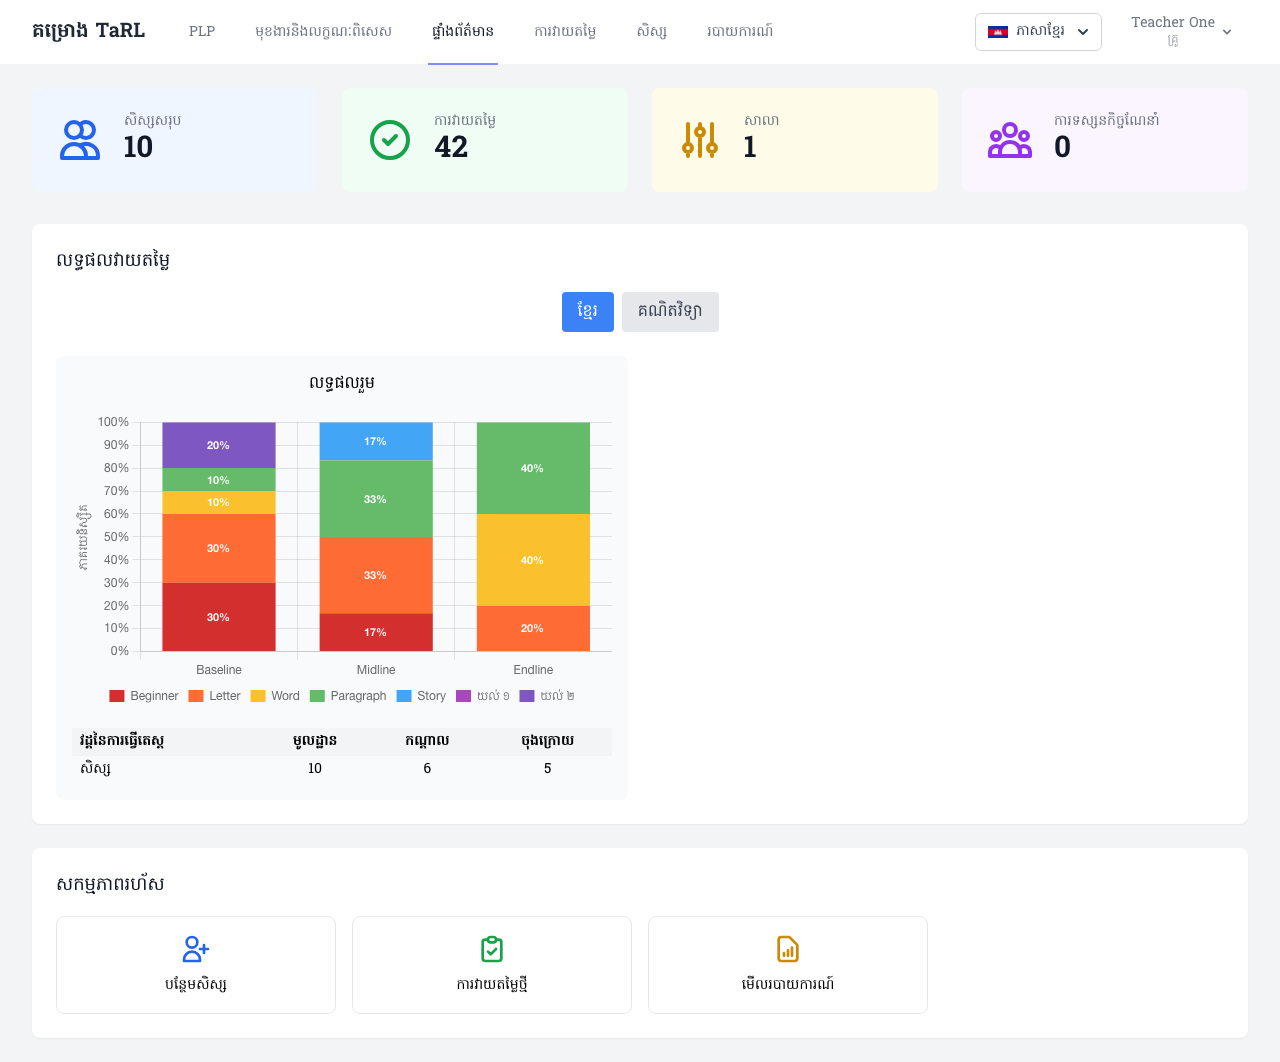 គម្រោង TaRL
PLP
មុខងារនិងលក្ខណៈពិសេស
ផ្ទាំងព័ត៌មាន
ការវាយតម្លៃ
សិស្ស
របាយការណ៍
ភាសាខ្មែរ
Teacher One
គ្រូ
សិស្សសរុប
10
ការវាយតម្លៃ
42
សាលា
1
ការទស្សនកិច្ចណែនាំ
0
លទ្ធផលវាយតម្លៃ
ខ្មែរ
គណិតវិទ្យា
លទ្ធផលរួម
ភាគរយនិស្សិត
100%
90%
80%
70%
60%
50%
40%
30%
20%
10%
0%
20%
10%
10%
30%
30%
17%
33%
33%
17%
40%
40%
20%
Baseline
Midline
Endline
Beginner
Letter
Word
Paragraph
Story
យល់ ១
យល់ ២
វដ្តនៃការធ្វើតេស្ត មូលដ្ឋាន កណ្តាល ចុងក្រោយ
សិស្ស 10 6 5
សកម្មភាពរហ័ស
បន្ថែមសិស្ស
ការវាយតម្លៃថ្មី
មើលរបាយការណ៍